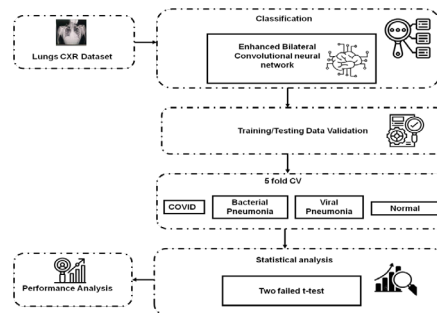 Lungs CXR Dataset
Classification
Enhanced Bilateral
Convolutional neural
network
Training/Testing Data Validation
5 fold CV
COVID
Bacterial
Pneumonia
Viral
Pneumonia
Normal
Statistical analysis
Two failed t-test
Performance Analysis